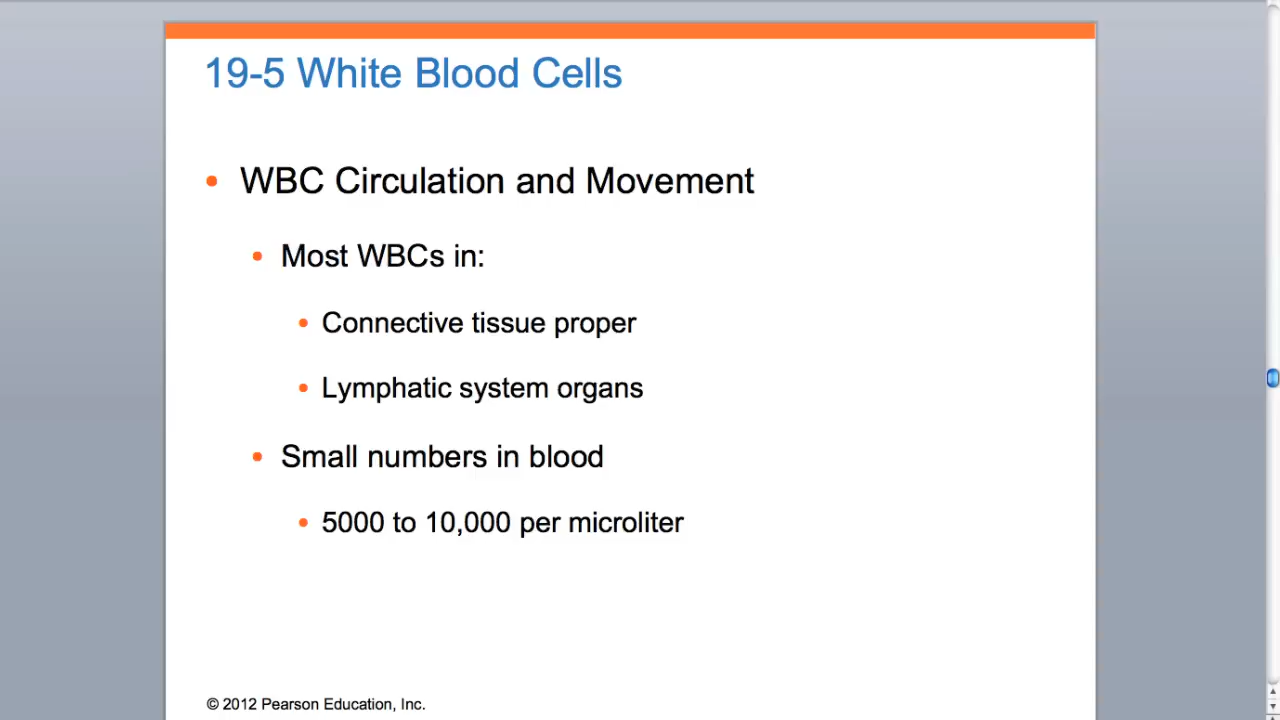 19-5 White Blood Cells
• WBC Circulation and Movement
• Most WBCs in:
• Connective tissue proper
• Lymphatic system organs
• Small numbers in blood
• 5000 to 10,000 per microliter
© 2012 Pearson Education, Inc.